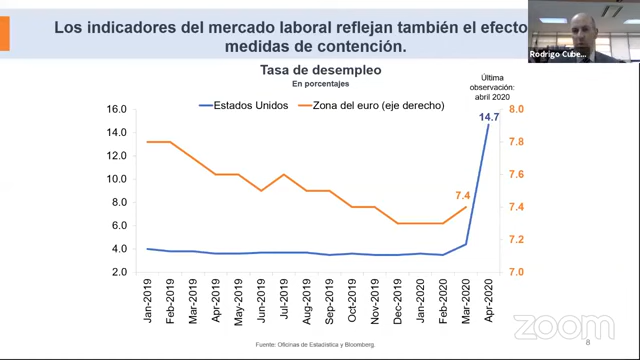 Los indicadores del mercado laboral reflejan también el efecto
medidas de contención.
Rodrigo Cube...
Tasa de desempleo
En porcentajes
Última
observación:
abril 2020
Estados Unidos
Zona del euro (eje derecho)
16.0
14.0
12.0
10.0
8.0
6.0
4.0
2.0
8.0
7.8
7.6
7.4
7.2
7.0
14.7
7.4
Jan-2019
Feb-2019
Mar-2019
Apr-2019
May-2019
Jun-2019
Jul-2019
Aug-2019
Sep-2019
Oct-2019
Nov-2019
Dec-2019
Jan-2020
Feb-2020
Mar-2020
Apr-2020
Fuente: Oficinas de Estadística y Bloomberg.
zoom
8